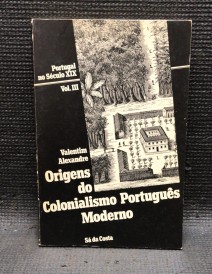 Portugal
no Século XIX
Vol. III
Valentim
Alexandre
Origens
do
Colonialismo Português
Moderno
Sá da Costa